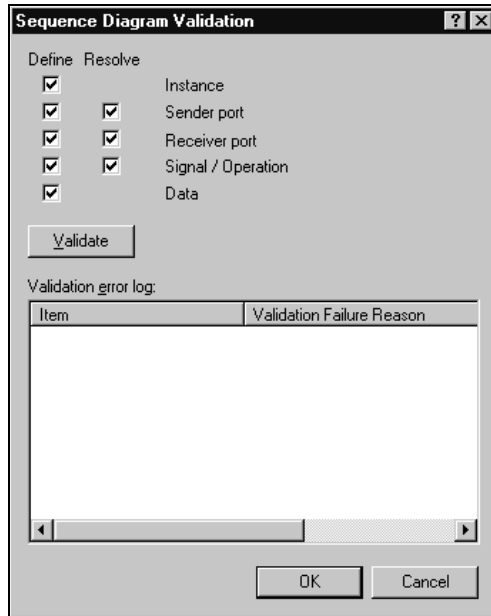 Sequence Diagram Validation
Define Resolve
Instance
Sender port
Receiver port
Signal / Operation
Data
Validate
Validation error log:
Item Validation Failure Reason
OK Cancel